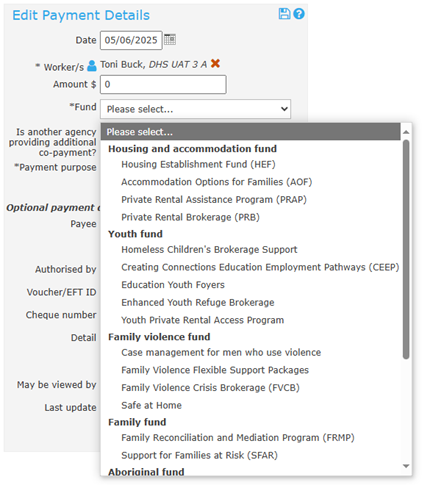 Edit Payment Details
Date 05/06/2025
* Worker/s Toni Buck, DHS UAT 3 A
Amount $ 0
*Fund Please select...
Is another agency
providing additional
co-payment?
*Payment purpose
Optional payment
Payee
Authorised by
Voucher/EFT ID
Cheque number
Detail
May be viewed by
Last update
Please select...
Housing and accommodation fund
Housing Establishment Fund (HEF)
Accommodation Options for Families (AOF)
Private Rental Assistance Program (PRAP)
Private Rental Brokerage (PRB)
Youth fund
Homeless Children's Brokerage Support
Creating Connections Education Employment Pathways (CEEP)
Education Youth Foyers
Enhanced Youth Refuge Brokerage
Youth Private Rental Access Program
Family violence fund
Case management for men who use violence
Family Violence Flexible Support Packages
Family Violence Crisis Brokerage (FVCB)
Safe at Home
Family fund
Family Reconciliation and Mediation Program (FRMP)
Support for Families at Risk (SFAR)
Aboriginal fund